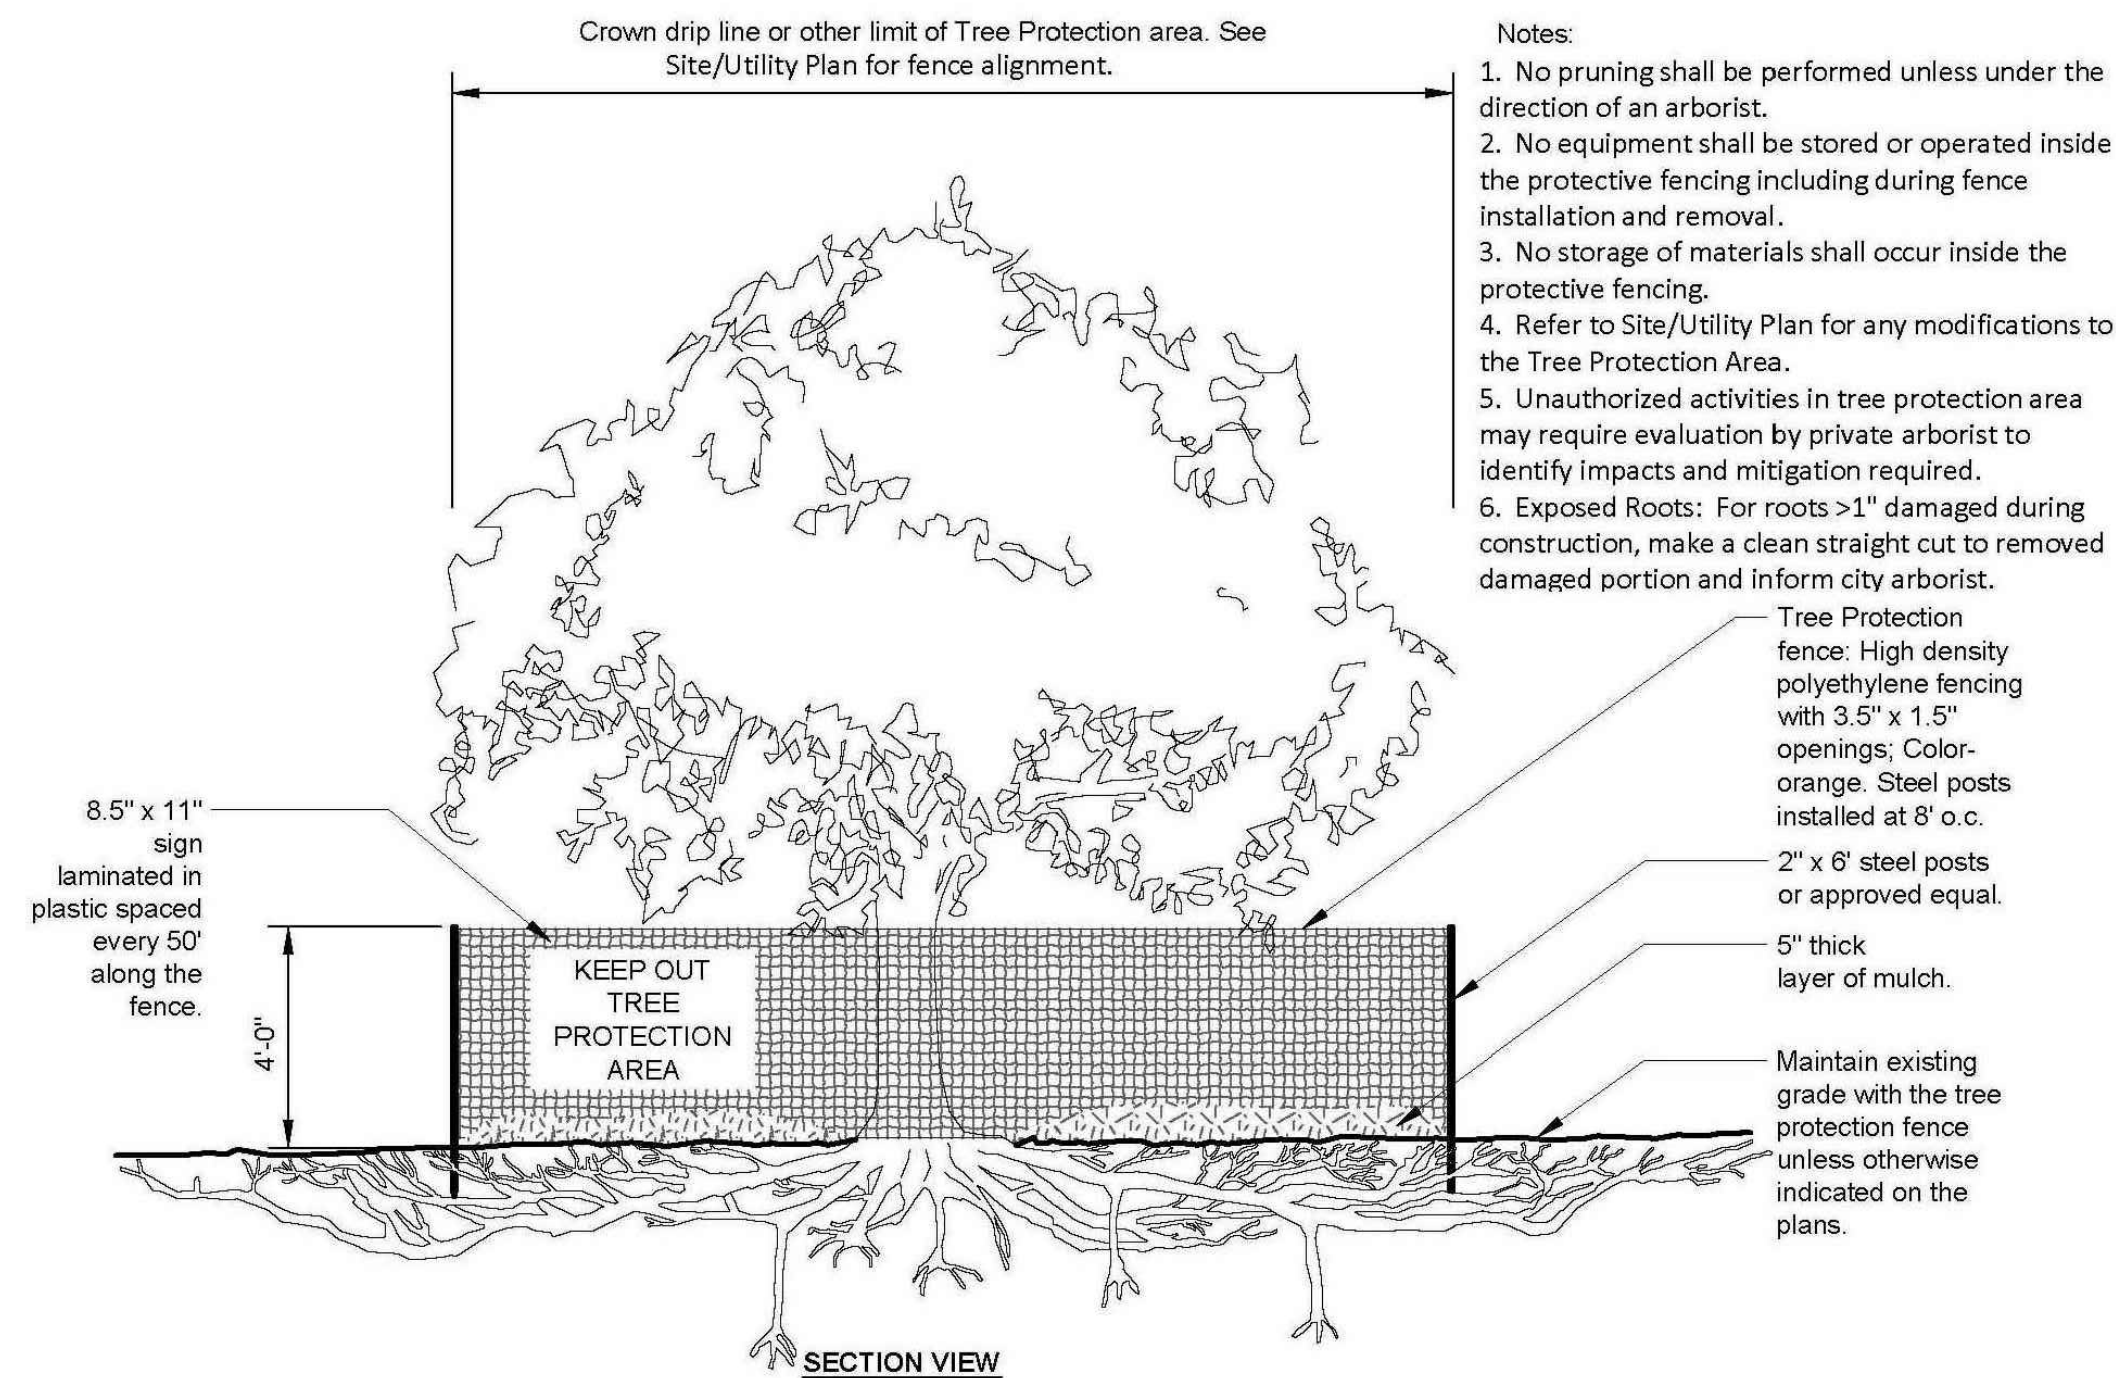 Crown drip line or other limit of Tree Protection area. See
Site/Utility Plan for fence alignment.
Notes:
1. No pruning shall be performed unless under the
direction of an arborist.
2. No equipment shall be stored or operated inside
the protective fencing including during fence
installation and removal.
3. No storage of materials shall occur inside the
protective fencing.
4. Refer to Site/Utility Plan for any modifications to
the Tree Protection Area.
5. Unauthorized activities in tree protection area
may require evaluation by private arborist to
identify impacts and mitigation required.
6. Exposed Roots: For roots >1" damaged during
construction, make a clean straight cut to removed
damaged portion and inform city arborist.
Tree Protection
fence: High density
polyethylene fencing
with 3.5" x 1.5"
openings; Color-
orange. Steel posts
installed at 8' o.c.
2" x 6' steel posts
or approved equal.
5" thick
layer of mulch.
Maintain existing
grade with the tree
protection fence
unless otherwise
indicated on the
plans.
8.5" x 11"
sign
laminated in
plastic spaced
every 50'
along the
fence.
4'-0"
KEEP OUT
TREE
PROTECTION
AREA
SECTION VIEW